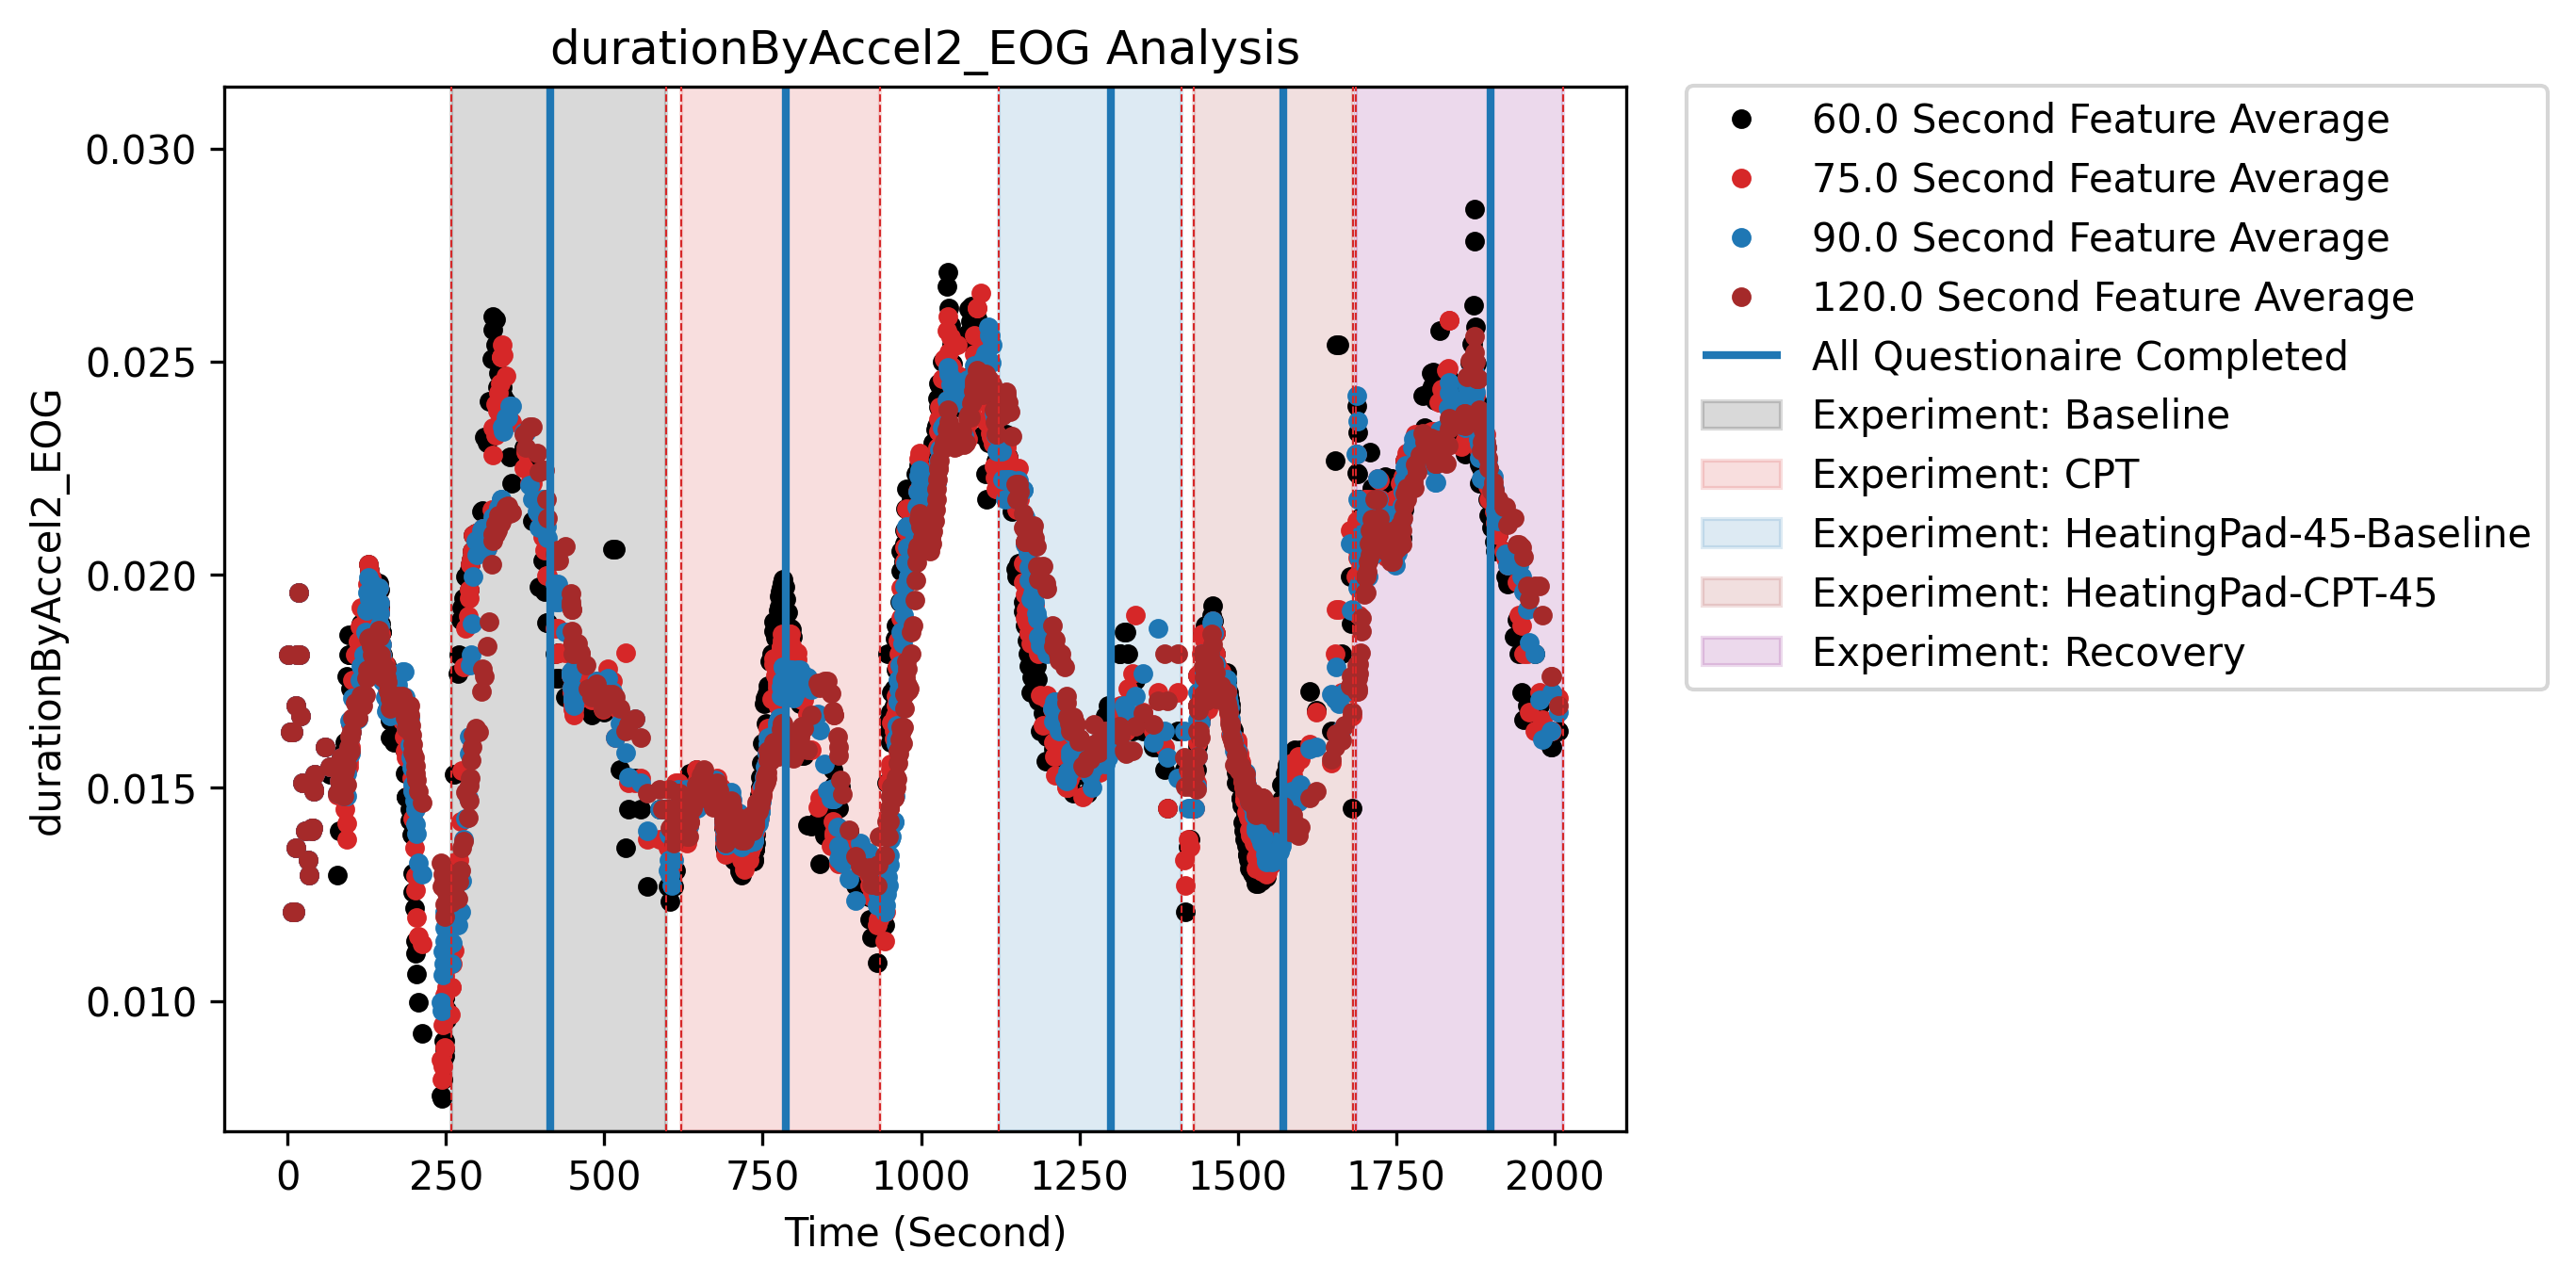 durationByAccel2_EOG Analysis
durationByAccel2_EOG
0.030
0.025
0.020
0.015
0.010
0
250
500
750
1000
1250
1500
1750
2000
Time (Second)
60.0 Second Feature Average
75.0 Second Feature Average
90.0 Second Feature Average
120.0 Second Feature Average
All Questionaire Completed
Experiment: Baseline
Experiment: CPT
Experiment: HeatingPad-45-Baseline
Experiment: HeatingPad-CPT-45
Experiment: Recovery